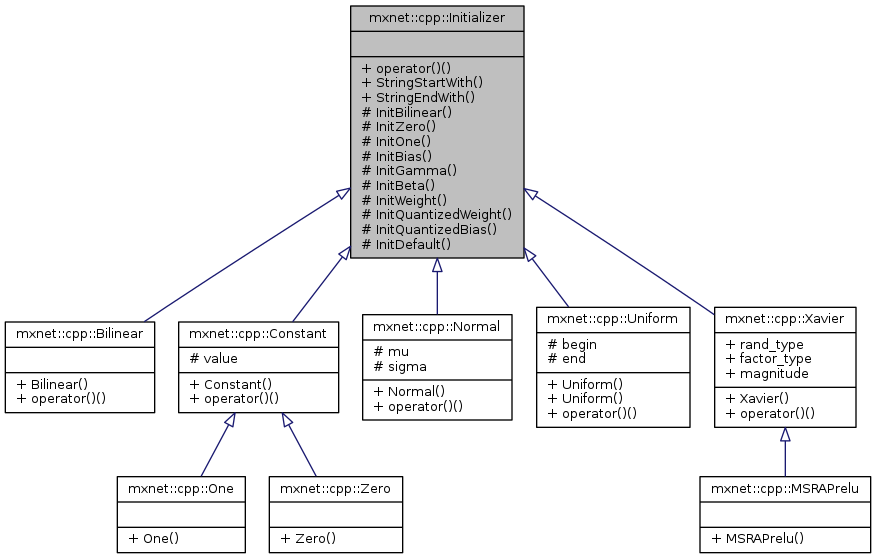 mxnet::cpp::Initializer
+ operator()()
+ StringStartWith()
+ StringEndWith()
# InitBilinear()
# InitZero()
# InitOne()
# InitBias()
# InitGamma()
# InitBeta()
# InitWeight()
# InitQuantizedWeight()
# InitQuantizedBias()
# InitDefault()
mxnet::cpp::Bilinear
+ Bilinear()
+ operator()()
mxnet::cpp::Constant
# value
+ Constant()
+ operator()()
mxnet::cpp::Normal
# mu
# sigma
+ Normal()
+ operator()()
mxnet::cpp::Uniform
# begin
# end
+ Uniform()
+ Uniform()
+ operator()()
mxnet::cpp::Xavier
+ rand_type
+ factor_type
+ magnitude
+ Xavier()
+ operator()()
mxnet::cpp::One
+ One()
mxnet::cpp::Zero
+ Zero()
mxnet::cpp::MSRAPrelu
+ MSRAPrelu()